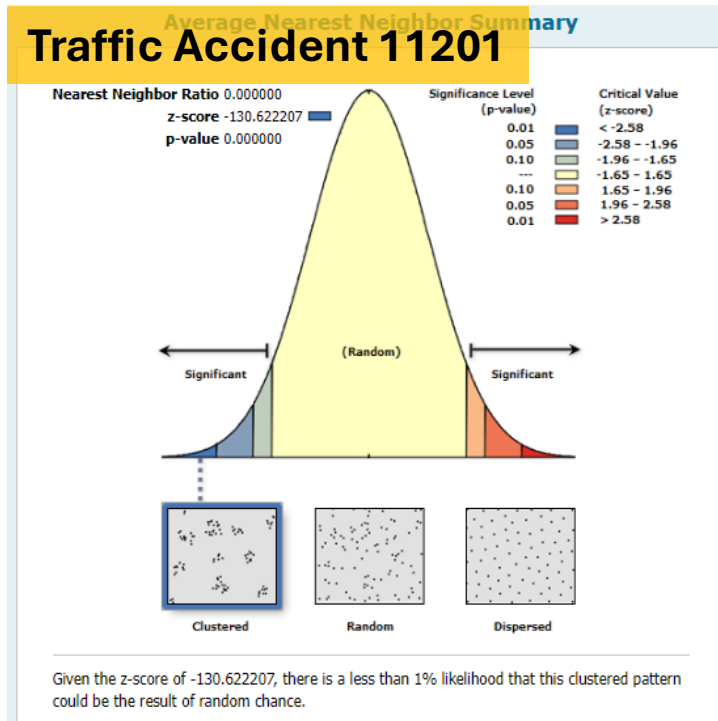 Average Nearest Neighbor Summary
Traffic Accident 11201
Nearest Neighbor Ratio 0.000000
z-score -130.622207
p-value 0.000000
Significance Level (p-value)
Critical Value (z-score)
0.01 < -2.58
0.05 -2.58 - -1.96
0.10 -1.96 - -1.65
--- -1.65 - 1.65
0.10 1.65 - 1.96
0.05 1.96 - 2.58
0.01 > 2.58
(Random)
Significant
Significant
Clustered
Random
Dispersed
Given the z-score of -130.622207, there is a less than 1% likelihood that this clustered pattern
could be the result of random chance.